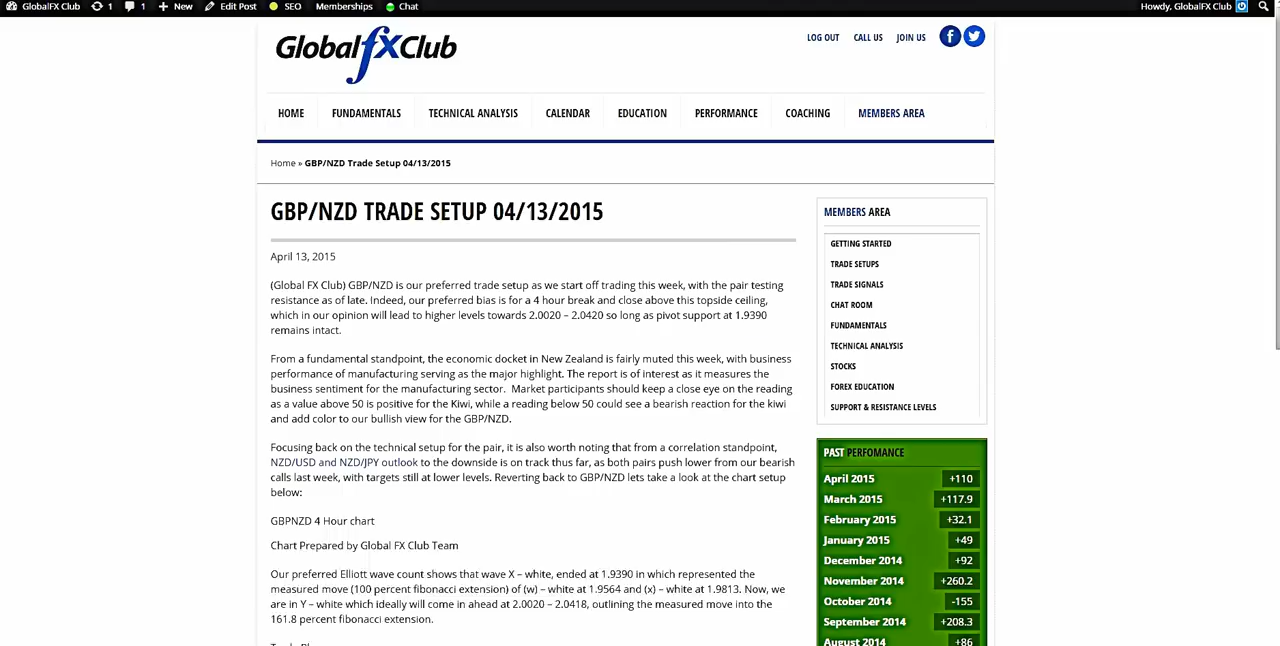 GlobalFX Club 1 1 New Edit Post SEO Memberships Chat Howdy, GlobalFX Club
GlobalfxClub
LOG OUT CALL US JOIN US
HOME FUNDAMENTALS TECHNICAL ANALYSIS CALENDAR EDUCATION PERFORMANCE COACHING MEMBERS AREA
Home » GBP/NZD Trade Setup 04/13/2015
GBP/NZD TRADE SETUP 04/13/2015
April 13, 2015
(Global FX Club) GBP/NZD is our preferred trade setup as we start off trading this week, with the pair testing
resistance as of late. Indeed, our preferred bias is for a 4 hour break and close above this topside ceiling,
which in our opinion will lead to higher levels towards 2.0020 – 2.0420 so long as pivot support at 1.9390
remains intact.
From a fundamental standpoint, the economic docket in New Zealand is fairly muted this week, with business
performance of manufacturing serving as the major highlight. The report is of interest as it measures the
business sentiment for the manufacturing sector. Market participants should keep a close eye on the reading
as a value above 50 is positive for the Kiwi, while a reading below 50 could see a bearish reaction for the kiwi
and add color to our bullish view for the GBP/NZD.
Focusing back on the technical setup for the pair, it is also worth noting that from a correlation standpoint,
NZD/USD and NZD/JPY outlook to the downside is on track thus far, as both pairs push lower from our bearish
calls last week, with targets still at lower levels. Reverting back to GBP/NZD lets take a look at the chart setup
below:
GBPNZD 4 Hour chart
Chart Prepared by Global FX Club Team
Our preferred Elliott wave count shows that wave X – white, ended at 1.9390 in which represented the
measured move (100 percent fibonacci extension) of (w) – white at 1.9564 and (x) – white at 1.9813. Now, we
are in Y – white which ideally will come in ahead at 2.0020 – 2.0418, outlining the measured move into the
161.8 percent fibonacci extension.
MEMBERS AREA
GETTING STARTED
TRADE SETUPS
TRADE SIGNALS
CHAT ROOM
FUNDAMENTALS
TECHNICAL ANALYSIS
STOCKS
FOREX EDUCATION
SUPPORT & RESISTANCE LEVELS
PAST PERFOMANCE
April 2015 +110
March 2015 +117.9
February 2015 +32.1
January 2015 +49
December 2014 +92
November 2014 +260.2
October 2014 -155
September 2014 +208.3
August 2014 +86